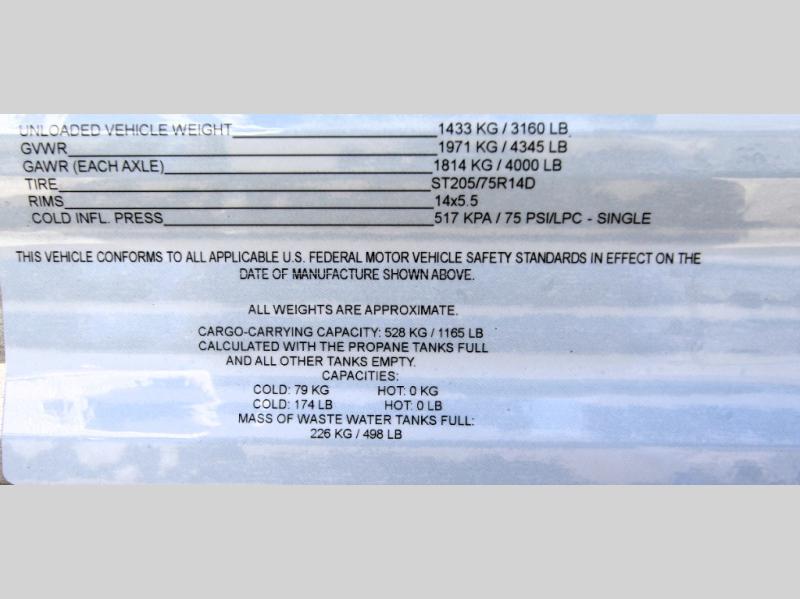 UNLOADED VEHICLE WEIGHT 1433 KG / 3160 LB
GVWR 1971 KG / 4345 LB
GAWR (EACH AXLE) 1814 KG / 4000 LB
TIRE ST205/75R14D
RIMS 14x5.5
COLD INFL. PRESS 517 KPA / 75 PSI/LPC - SINGLE
THIS VEHICLE CONFORMS TO ALL APPLICABLE U.S. FEDERAL MOTOR VEHICLE SAFETY STANDARDS IN EFFECT ON THE
DATE OF MANUFACTURE SHOWN ABOVE.
ALL WEIGHTS ARE APPROXIMATE.
CARGO-CARRYING CAPACITY: 528 KG / 1165 LB
CALCULATED WITH THE PROPANE TANKS FULL
AND ALL OTHER TANKS EMPTY.
CAPACITIES:
COLD: 79 KG HOT: 0 KG
COLD: 174 LB HOT: 0 LB
MASS OF WASTE WATER TANKS FULL:
226 KG / 498 LB